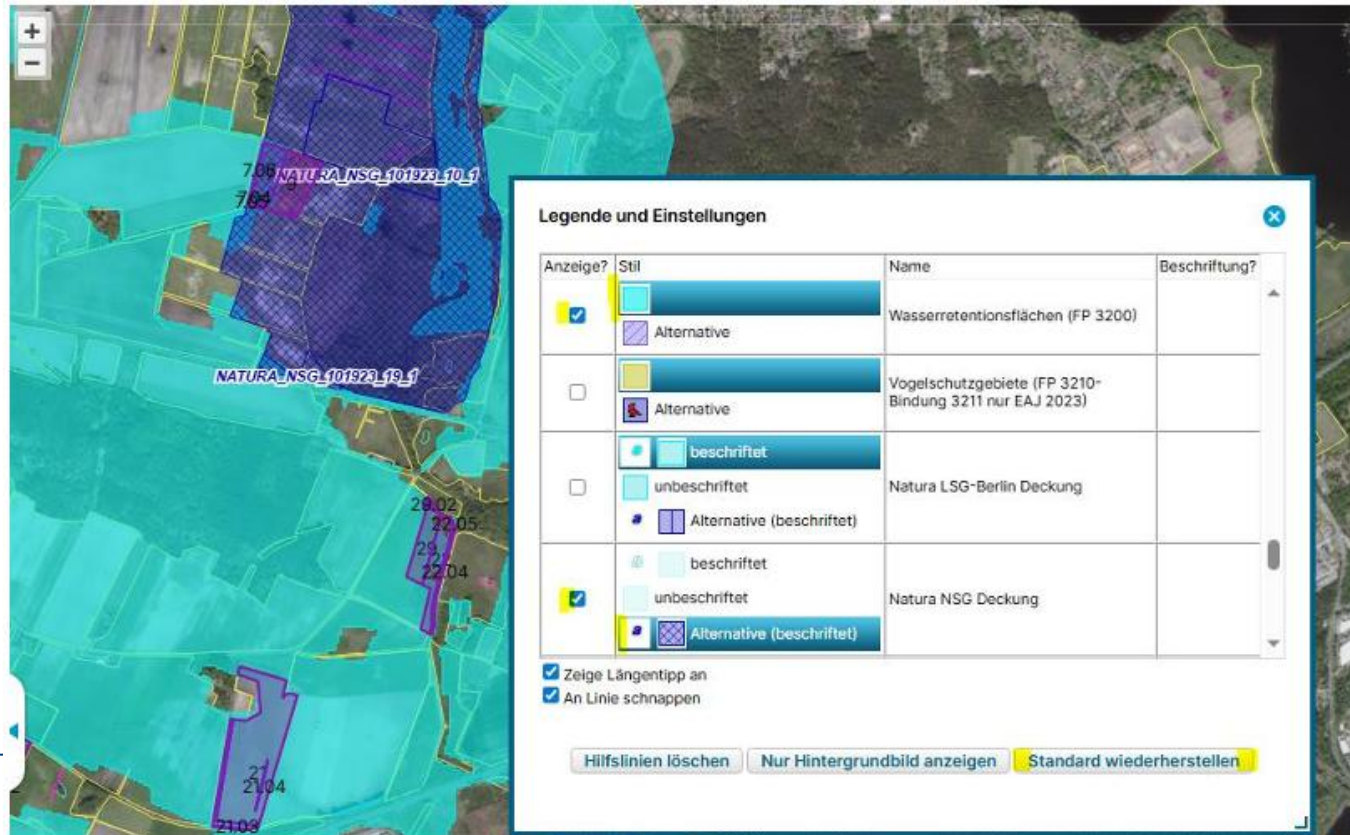 +
−
7.06
NATURA_NSG_101923_10_1
NATURA_NSG_101923_19_1
29.02
22.05
29
22.04
21.04
21.03
Legende und Einstellungen
Anzeige? Stil Name Beschriftung?
Wasserretentionsflächen (FP 3200)
Alternative
Vogelschutzgebiete (FP 3210-
Bindung 3211 nur EAJ 2023)
Alternative
beschriftet
unbeschriftet
Natura LSG-Berlin Deckung
Alternative (beschriftet)
beschriftet
unbeschriftet
Natura NSG Deckung
Alternative (beschriftet)
Zeige Längentipp an
An Linie schnappen
Hilfslinien löschen Nur Hintergrundbild anzeigen Standard wiederherstellen